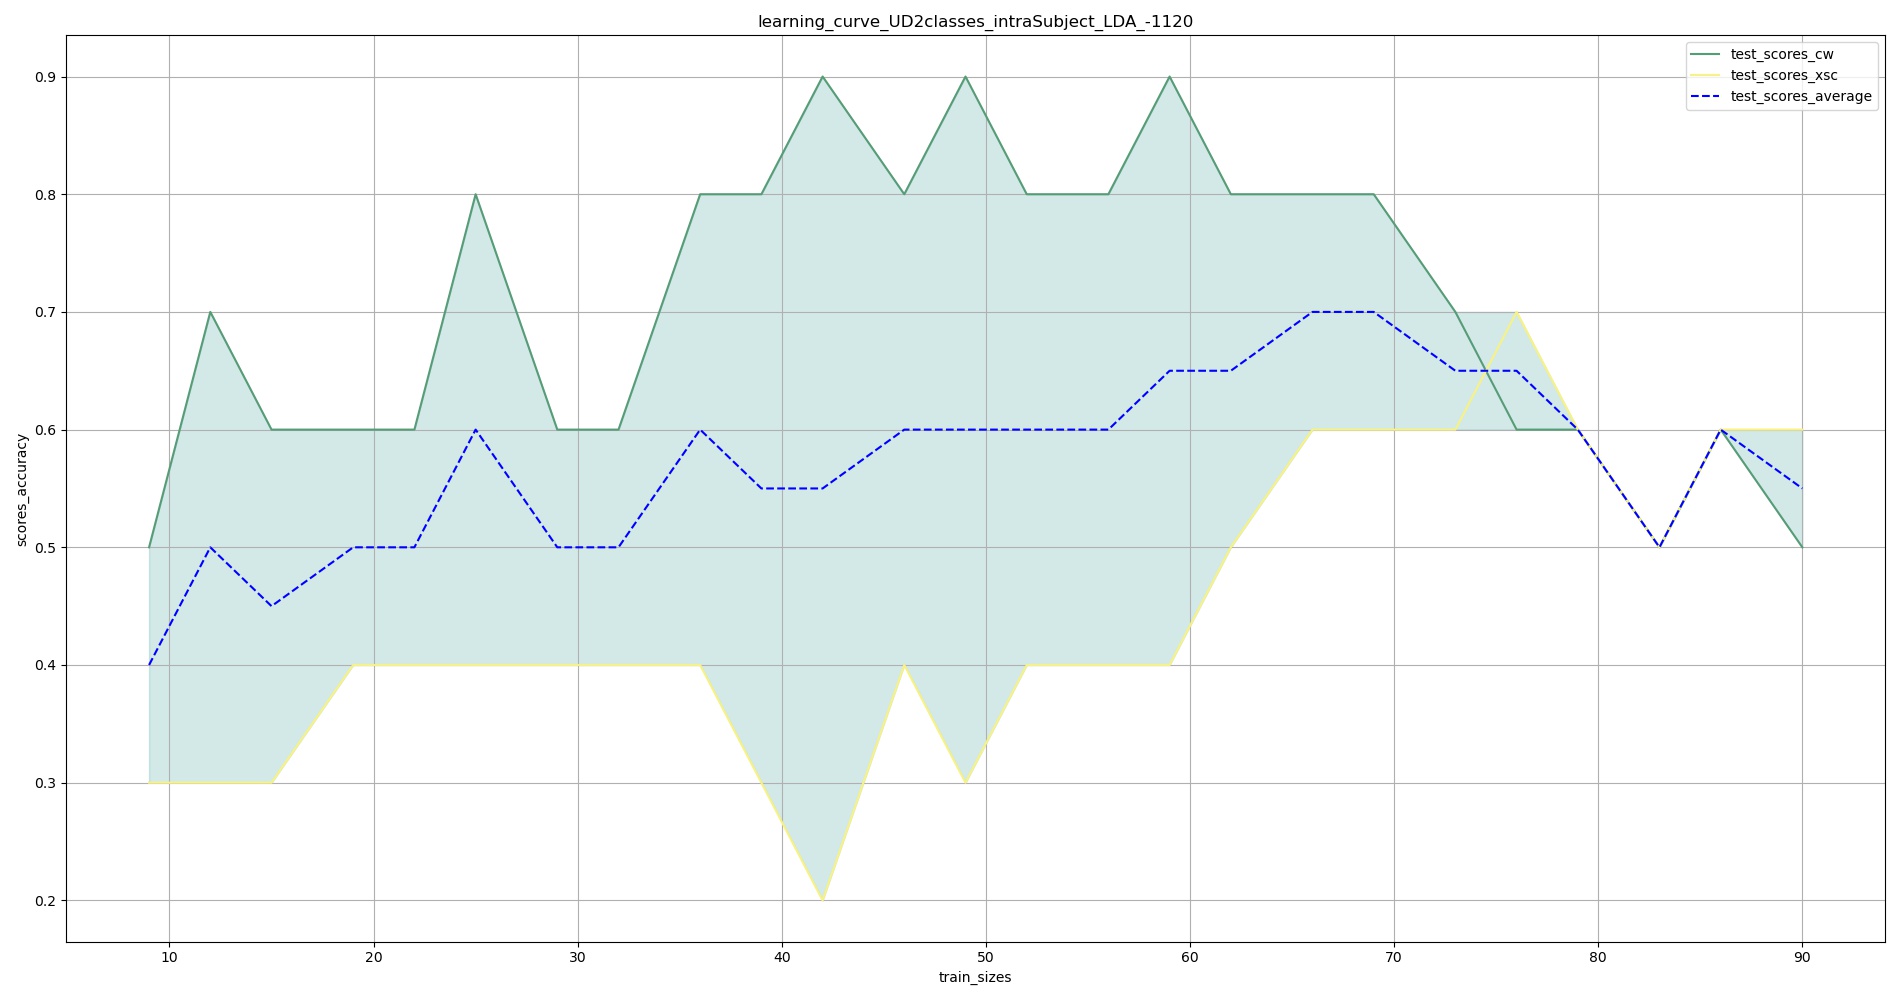 learning_curve_UD2classes_intraSubject_LDA_-1120
test_scores_cw
test_scores_xsc
test_scores_average
scores_accuracy
0.9
0.8
0.7
0.6
0.5
0.4
0.3
0.2
10 20 30 40 50 60 70 80 90
train_sizes